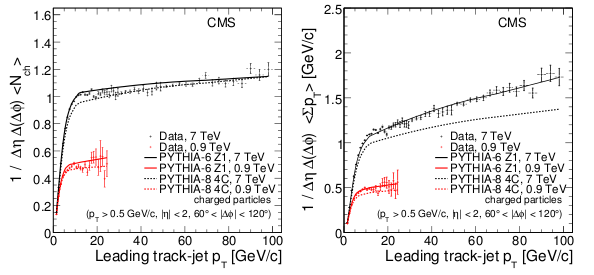 CMS
1.6
1.4
1.2
1
0.8
0.6
0.4
0.2
0
1 / Δη Δ(Δφ) <N_ch>
Data, 7 TeV
Data, 0.9 TeV
PYTHIA-6 Z1, 7 TeV
PYTHIA-6 Z1, 0.9 TeV
PYTHIA-8 4C, 7 TeV
PYTHIA-8 4C, 0.9 TeV
charged particles
(p_T > 0.5 GeV/c, |η| < 2, 60° < |Δφ| < 120°)
0 20 40 60 80 100
Leading track-jet p_T [GeV/c]
CMS
2.5
2.0
1.5
1.0
0.5
0.0
1 / Δη Δ(Δφ) <Σp_T> [GeV/c]
Data, 7 TeV
Data, 0.9 TeV
PYTHIA-6 Z1, 7 TeV
PYTHIA-6 Z1, 0.9 TeV
PYTHIA-8 4C, 7 TeV
PYTHIA-8 4C, 0.9 TeV
charged particles
(p_T > 0.5 GeV/c, |η| < 2, 60° < |Δφ| < 120°)
0 20 40 60 80 100
Leading track-jet p_T [GeV/c]